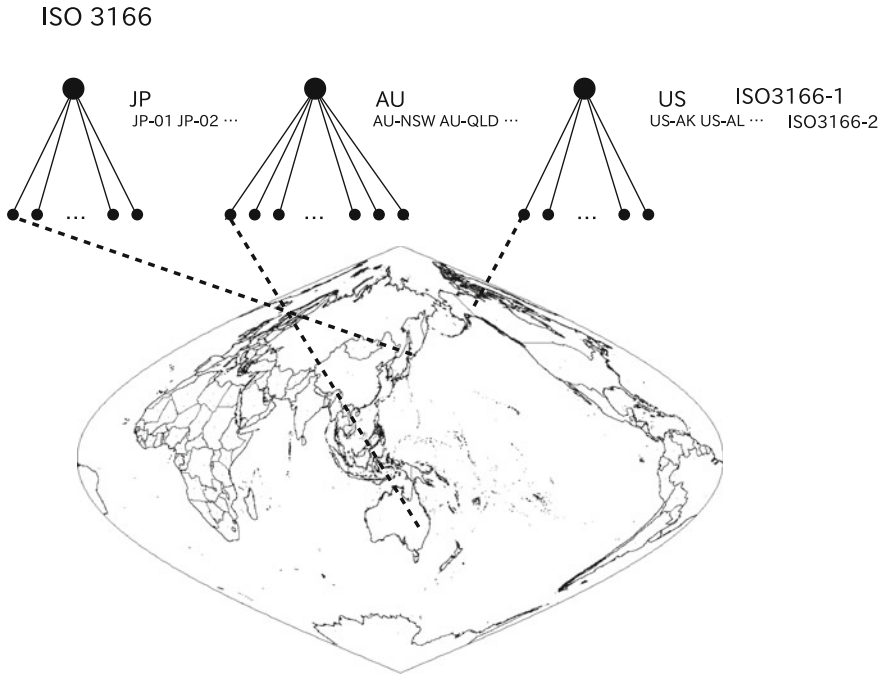 ISO 3166
JP
JP-01 JP-02 ⋯
AU
AU-NSW AU-QLD ⋯
US
ISO3166-1
US-AK US-AL ⋯
ISO3166-2
...
...
...